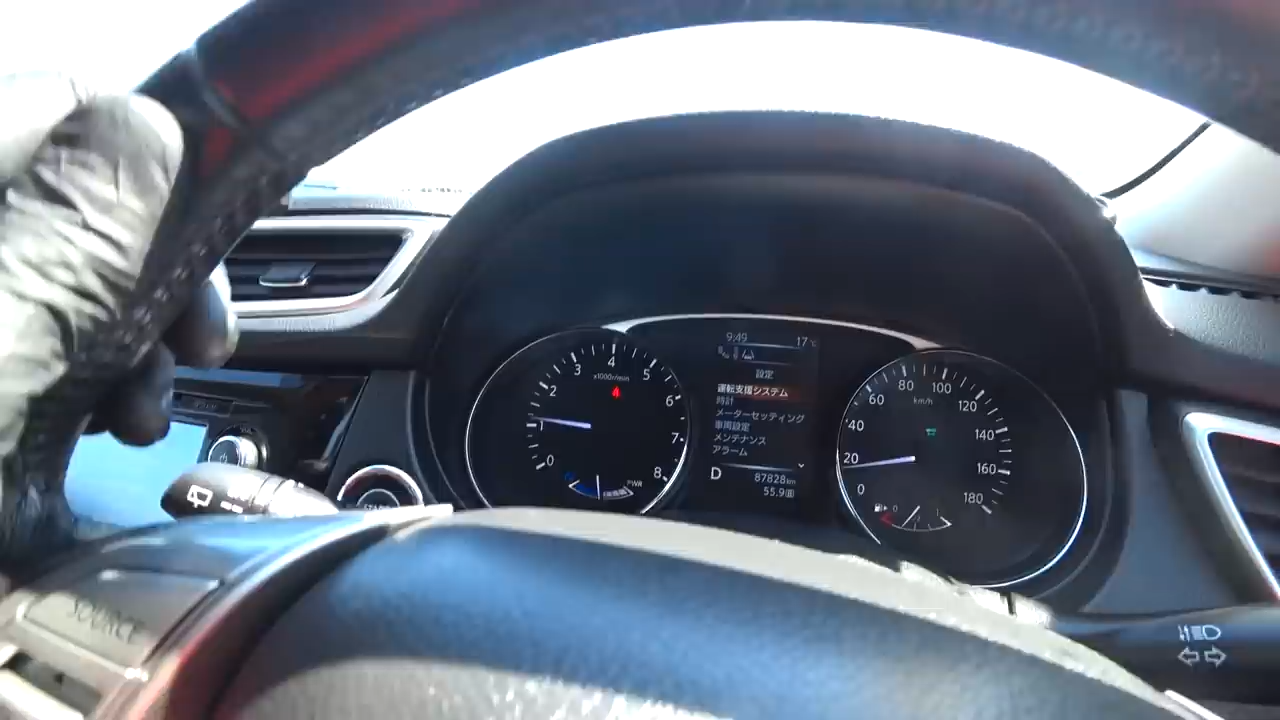 9:49 17℃
設定
運転支援システム
時計
メーターセッティング
車両設定
メンテナンス
アラーム
D 87828km
55.9回
0 1 2 3 4 5 6 7 8
x1000r/min
PWR
0 20 40 60 80 100 120 140 160 180
km/h
0
SOURCE